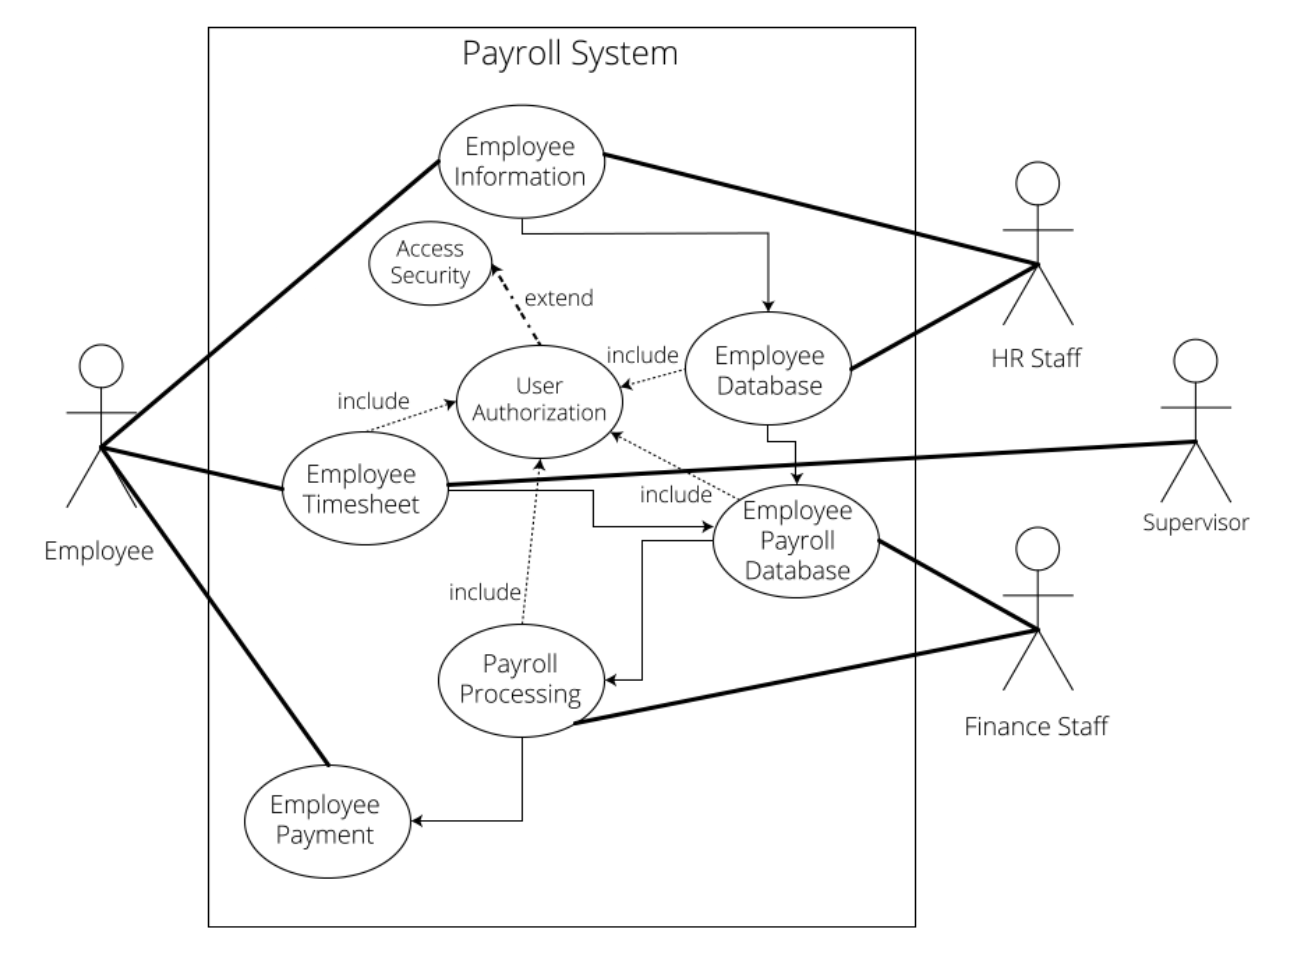 Payroll System
Employee
Information
Access
Security
extend
include
Employee
Database
HR Staff
User
Authorization
include
Employee
Timesheet
include
Employee
Payroll
Database
Supervisor
Employee
include
Payroll
Processing
Finance Staff
Employee
Payment